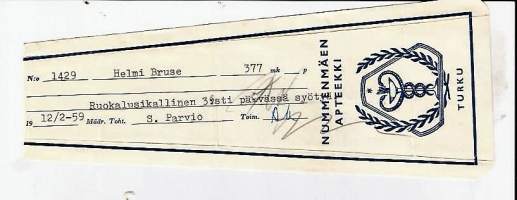 N:o 1429 Helmi Bruse 377 mk p
Ruokalusikallinen 3:sti päivässä syöty
19 12/2-59 Määr. Toht. S. Parvio Toim.
NUMMENMÄEN
APTEEKKI
TURKU